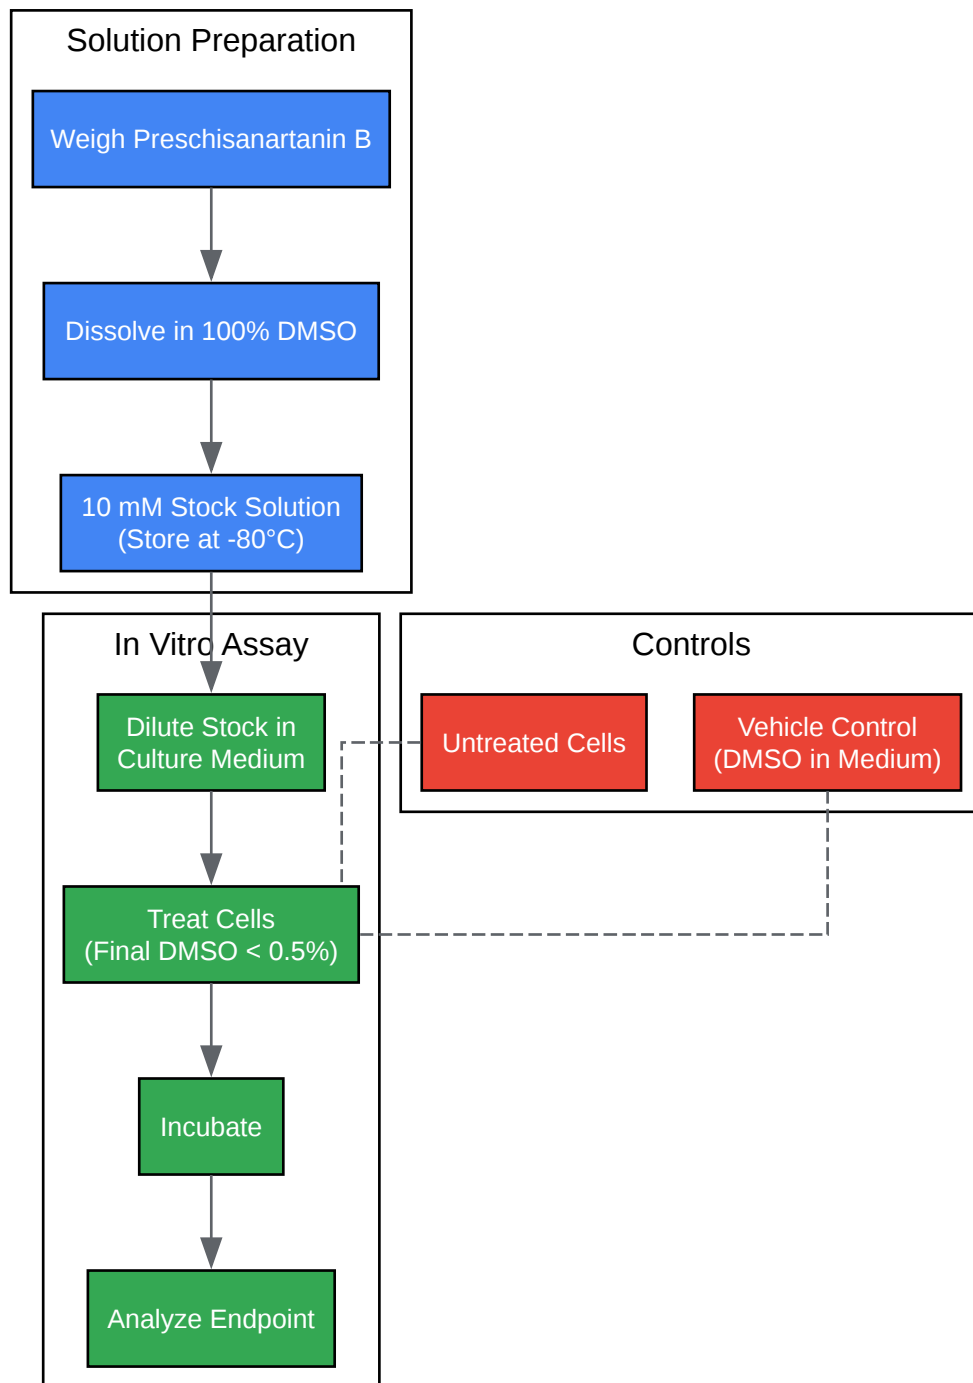 Solution Preparation
Weigh Preschisanartanin B
Dissolve in 100% DMSO
10 mM Stock Solution
(Store at -80°C)
In Vitro Assay
Dilute Stock in
Culture Medium
Treat Cells
(Final DMSO < 0.5%)
Incubate
Analyze Endpoint
Controls
Untreated Cells
Vehicle Control
(DMSO in Medium)